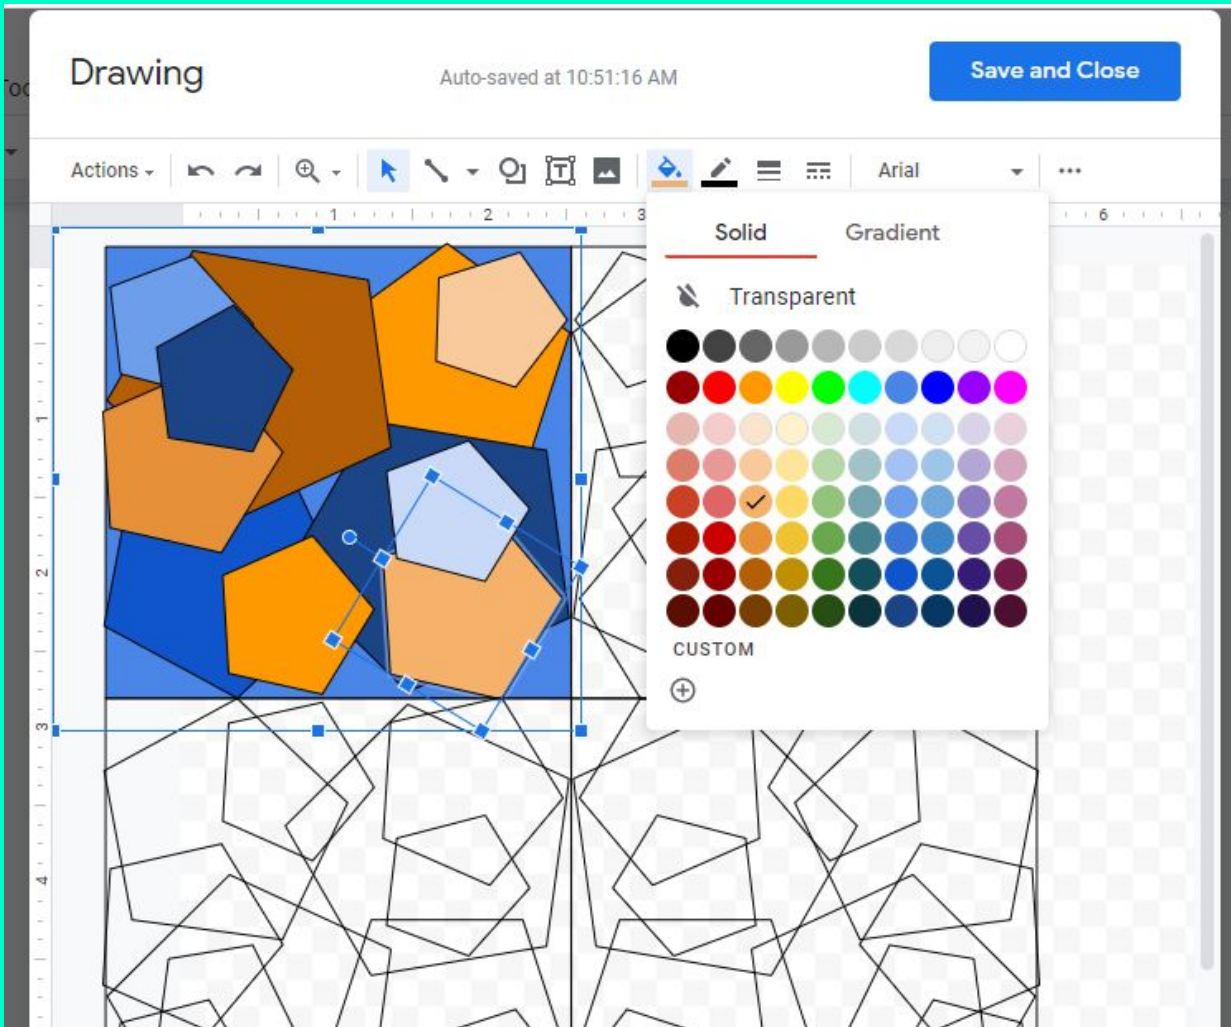 Drawing
Auto-saved at 10:51:16 AM
Save and Close
Actions
Arial
1 2 3 6
Solid Gradient
Transparent
1
2
CUSTOM
3
4